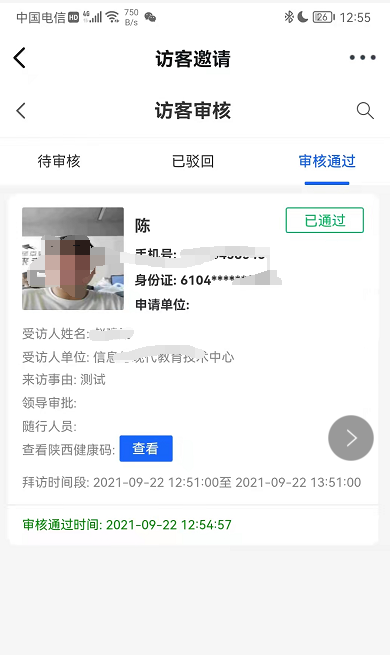 中国电信 HD 4G 750 B/s 26 12:55
访客邀请
访客审核
待审核 已驳回 审核通过
陈 已通过
手机号:
身份证: 6104*****
申请单位:
受访人姓名:
受访人单位: 信息 现代教育技术中心
来访事由: 测试
领导审批:
随行人员:
查看陕西健康码: 查看
拜访时间段: 2021-09-22 12:51:00至 2021-09-22 13:51:00
审核通过时间: 2021-09-22 12:54:57